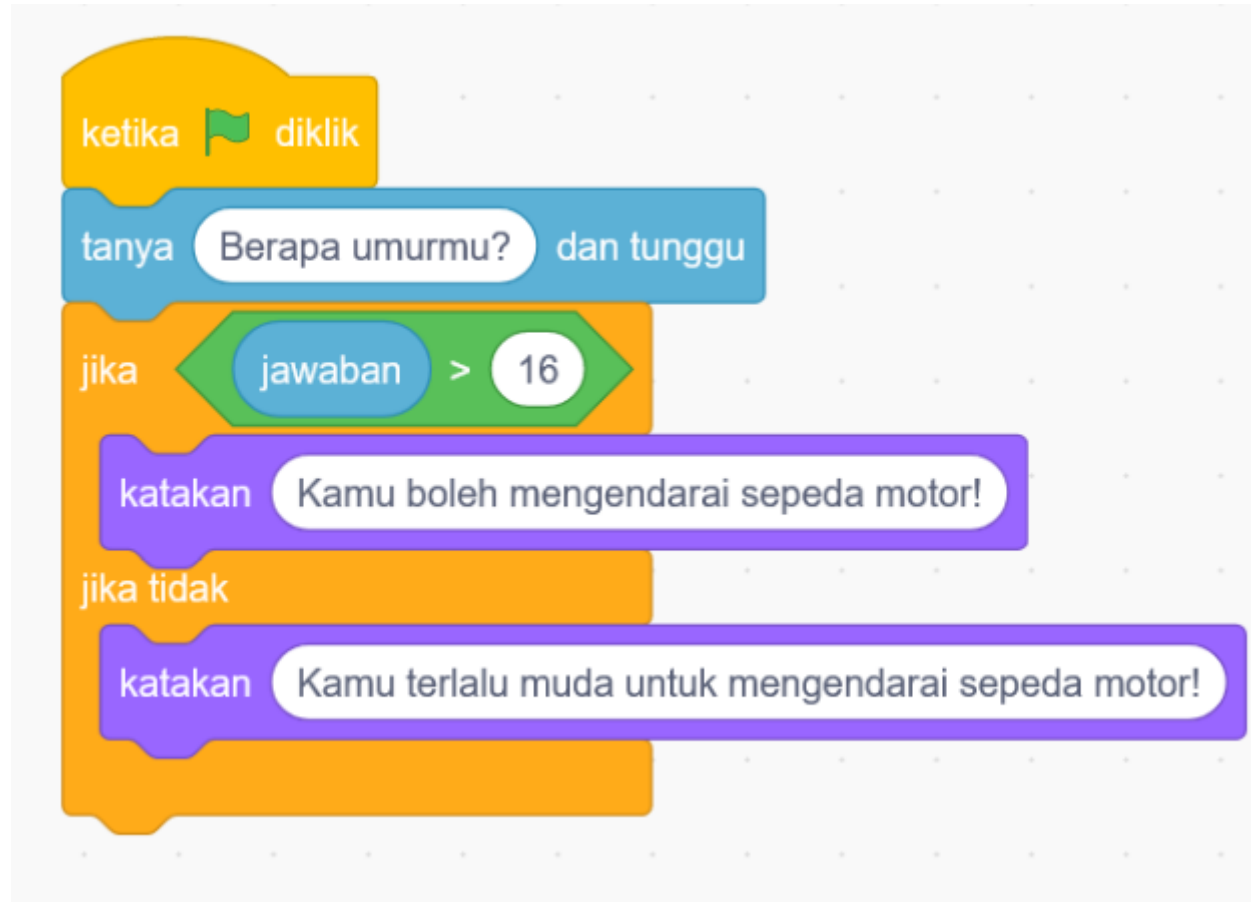 ketika diklik
tanya Berapa umurmu? dan tunggu
jika jawaban > 16
katakan Kamu boleh mengendarai sepeda motor!
jika tidak
katakan Kamu terlalu muda untuk mengendarai sepeda motor!